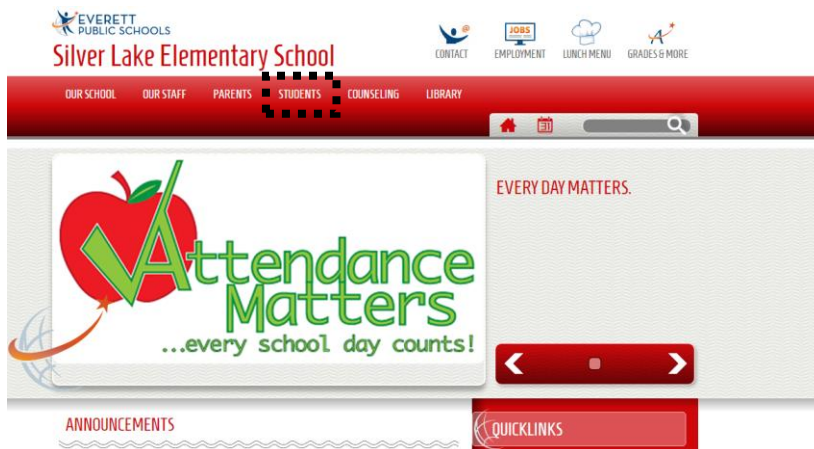 EVERETT
PUBLIC SCHOOLS
Silver Lake Elementary School
CONTACT
JOBS
EMPLOYMENT
LUNCH MENU
GRADES & MORE
OUR SCHOOL OUR STAFF PARENTS STUDENTS COUNSELING LIBRARY
31
EVERY DAY MATTERS.
Attendance
Matters
...every school day counts!
ANNOUNCEMENTS
QUICKLINKS